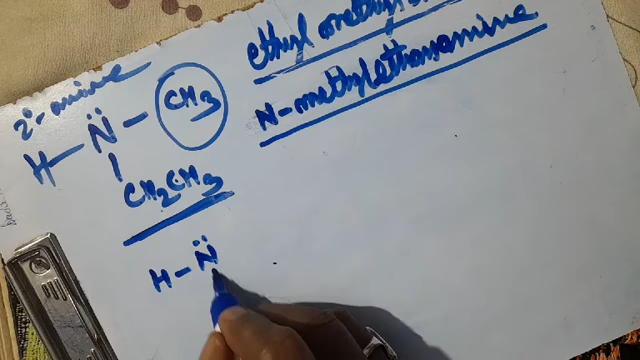 ethyl methyl
N-methylethanamine
2°-amine
H-N̈-CH3
CH2CH3
H-N̈